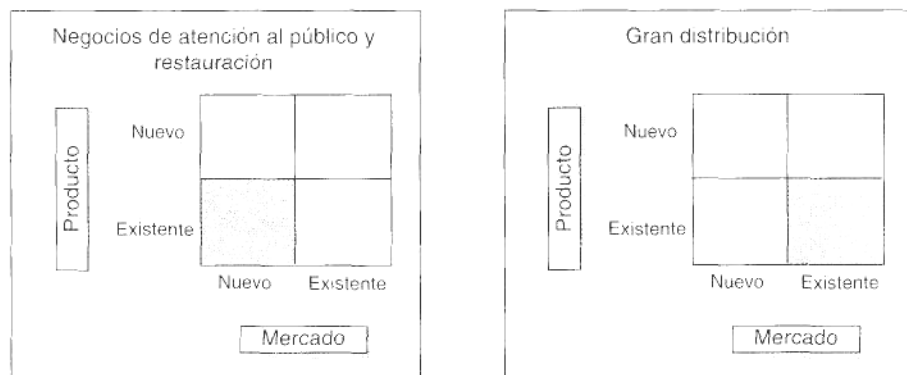 Negocios de atención al público y
restauración
Producto
Nuevo
Existente
Nuevo Existente
Mercado
Gran distribución
Producto
Nuevo
Existente
Nuevo Existente
Mercado